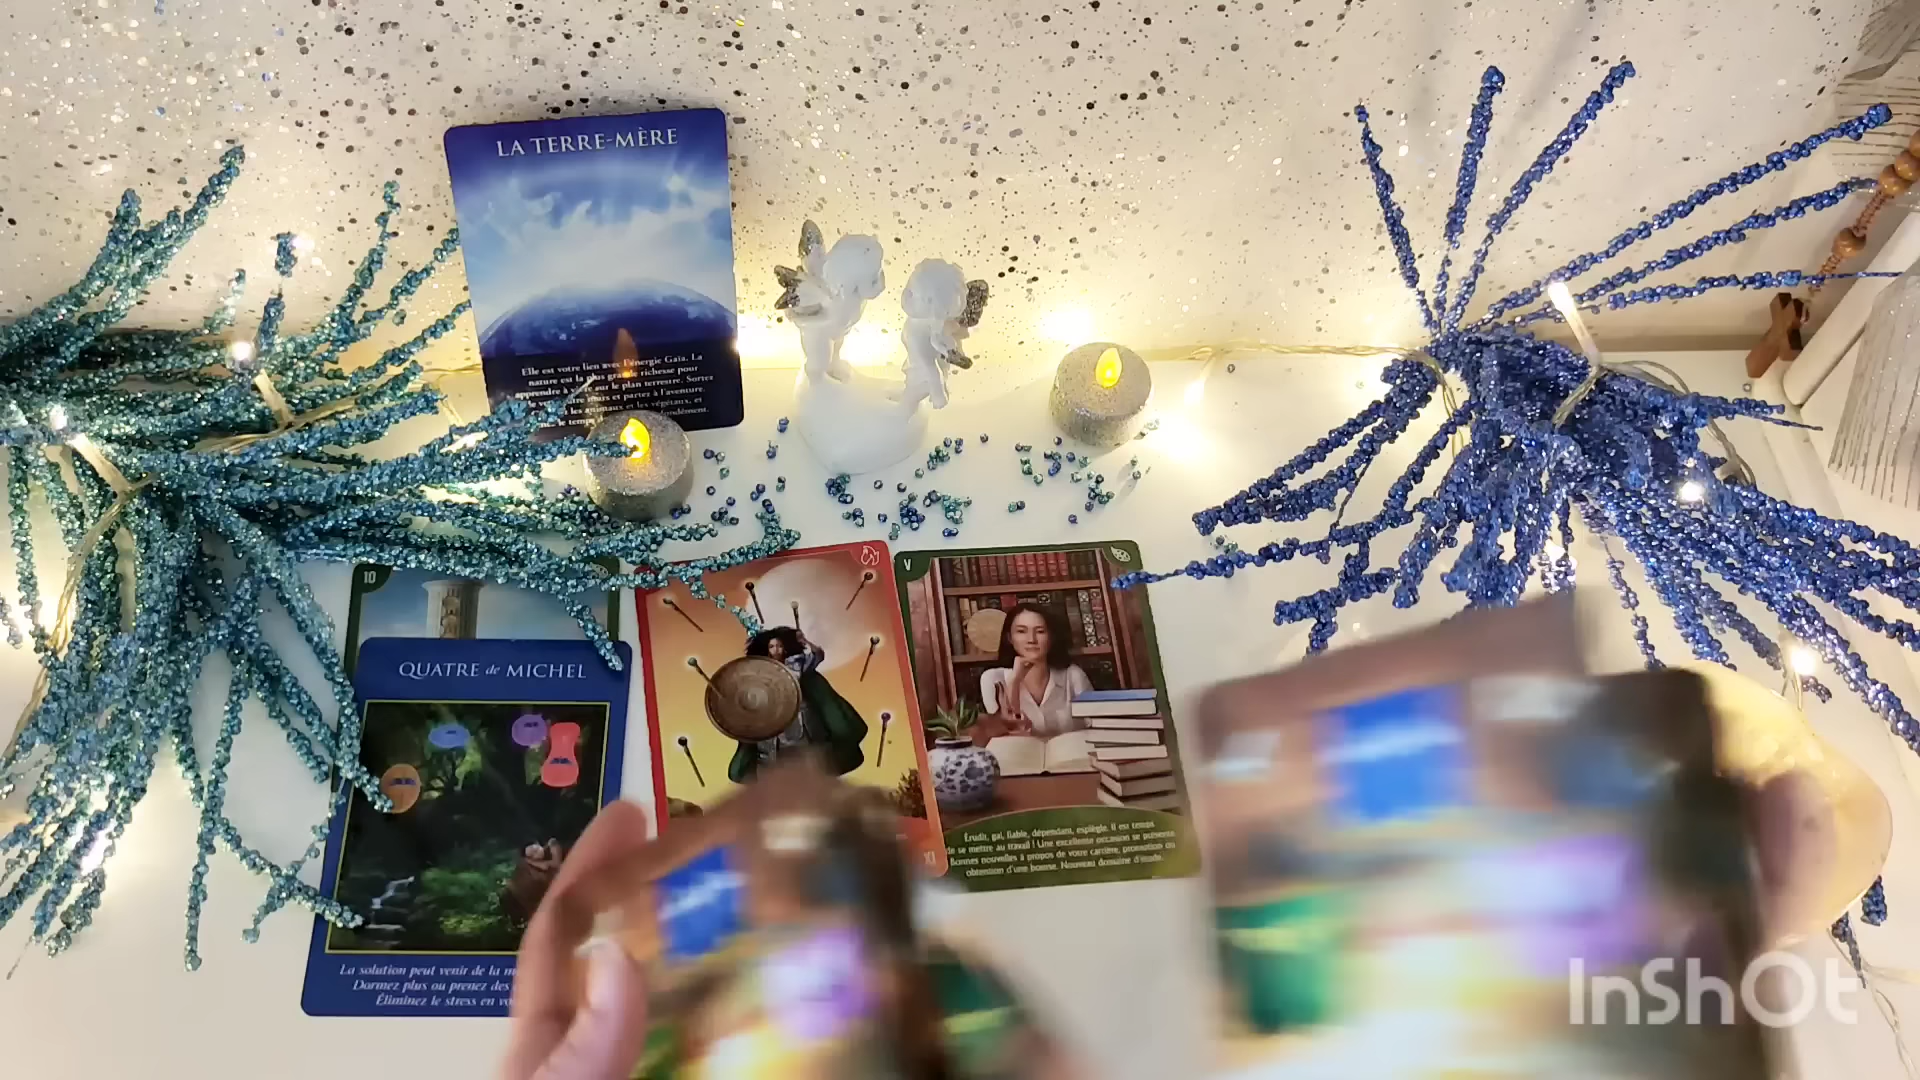 LA TERRE-MÈRE
Elle est votre lien avec l'énergie Gaïa. La
nature est la plus grande richesse pour
apprendre à vivre sur le plan terrestre. Sortez
murs et partez à l'aventure.
les animaux et les végétaux, et
le temps
10
QUATRE de MICHEL
La solution peut venir de la
Dormez plus ou prenez des
Éliminez le stress en
XI
V
Érudit, gai, fiable, dépendant, espiègle. Il est temps
de se mettre au travail ! Une excellente occasion se présente.
Bonnes nouvelles à propos de votre carrière, promotion ou
obtention d'une bourse. Nouveau domaine d'étude.
InShOt